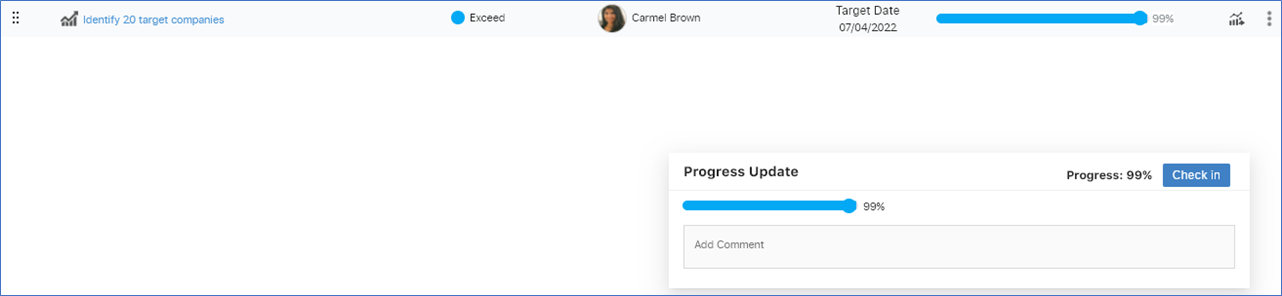 Identify 20 target companies
Exceed
Carmel Brown
Target Date
07/04/2022
99%
Progress Update
Progress: 99%
Check in
99%
Add Comment